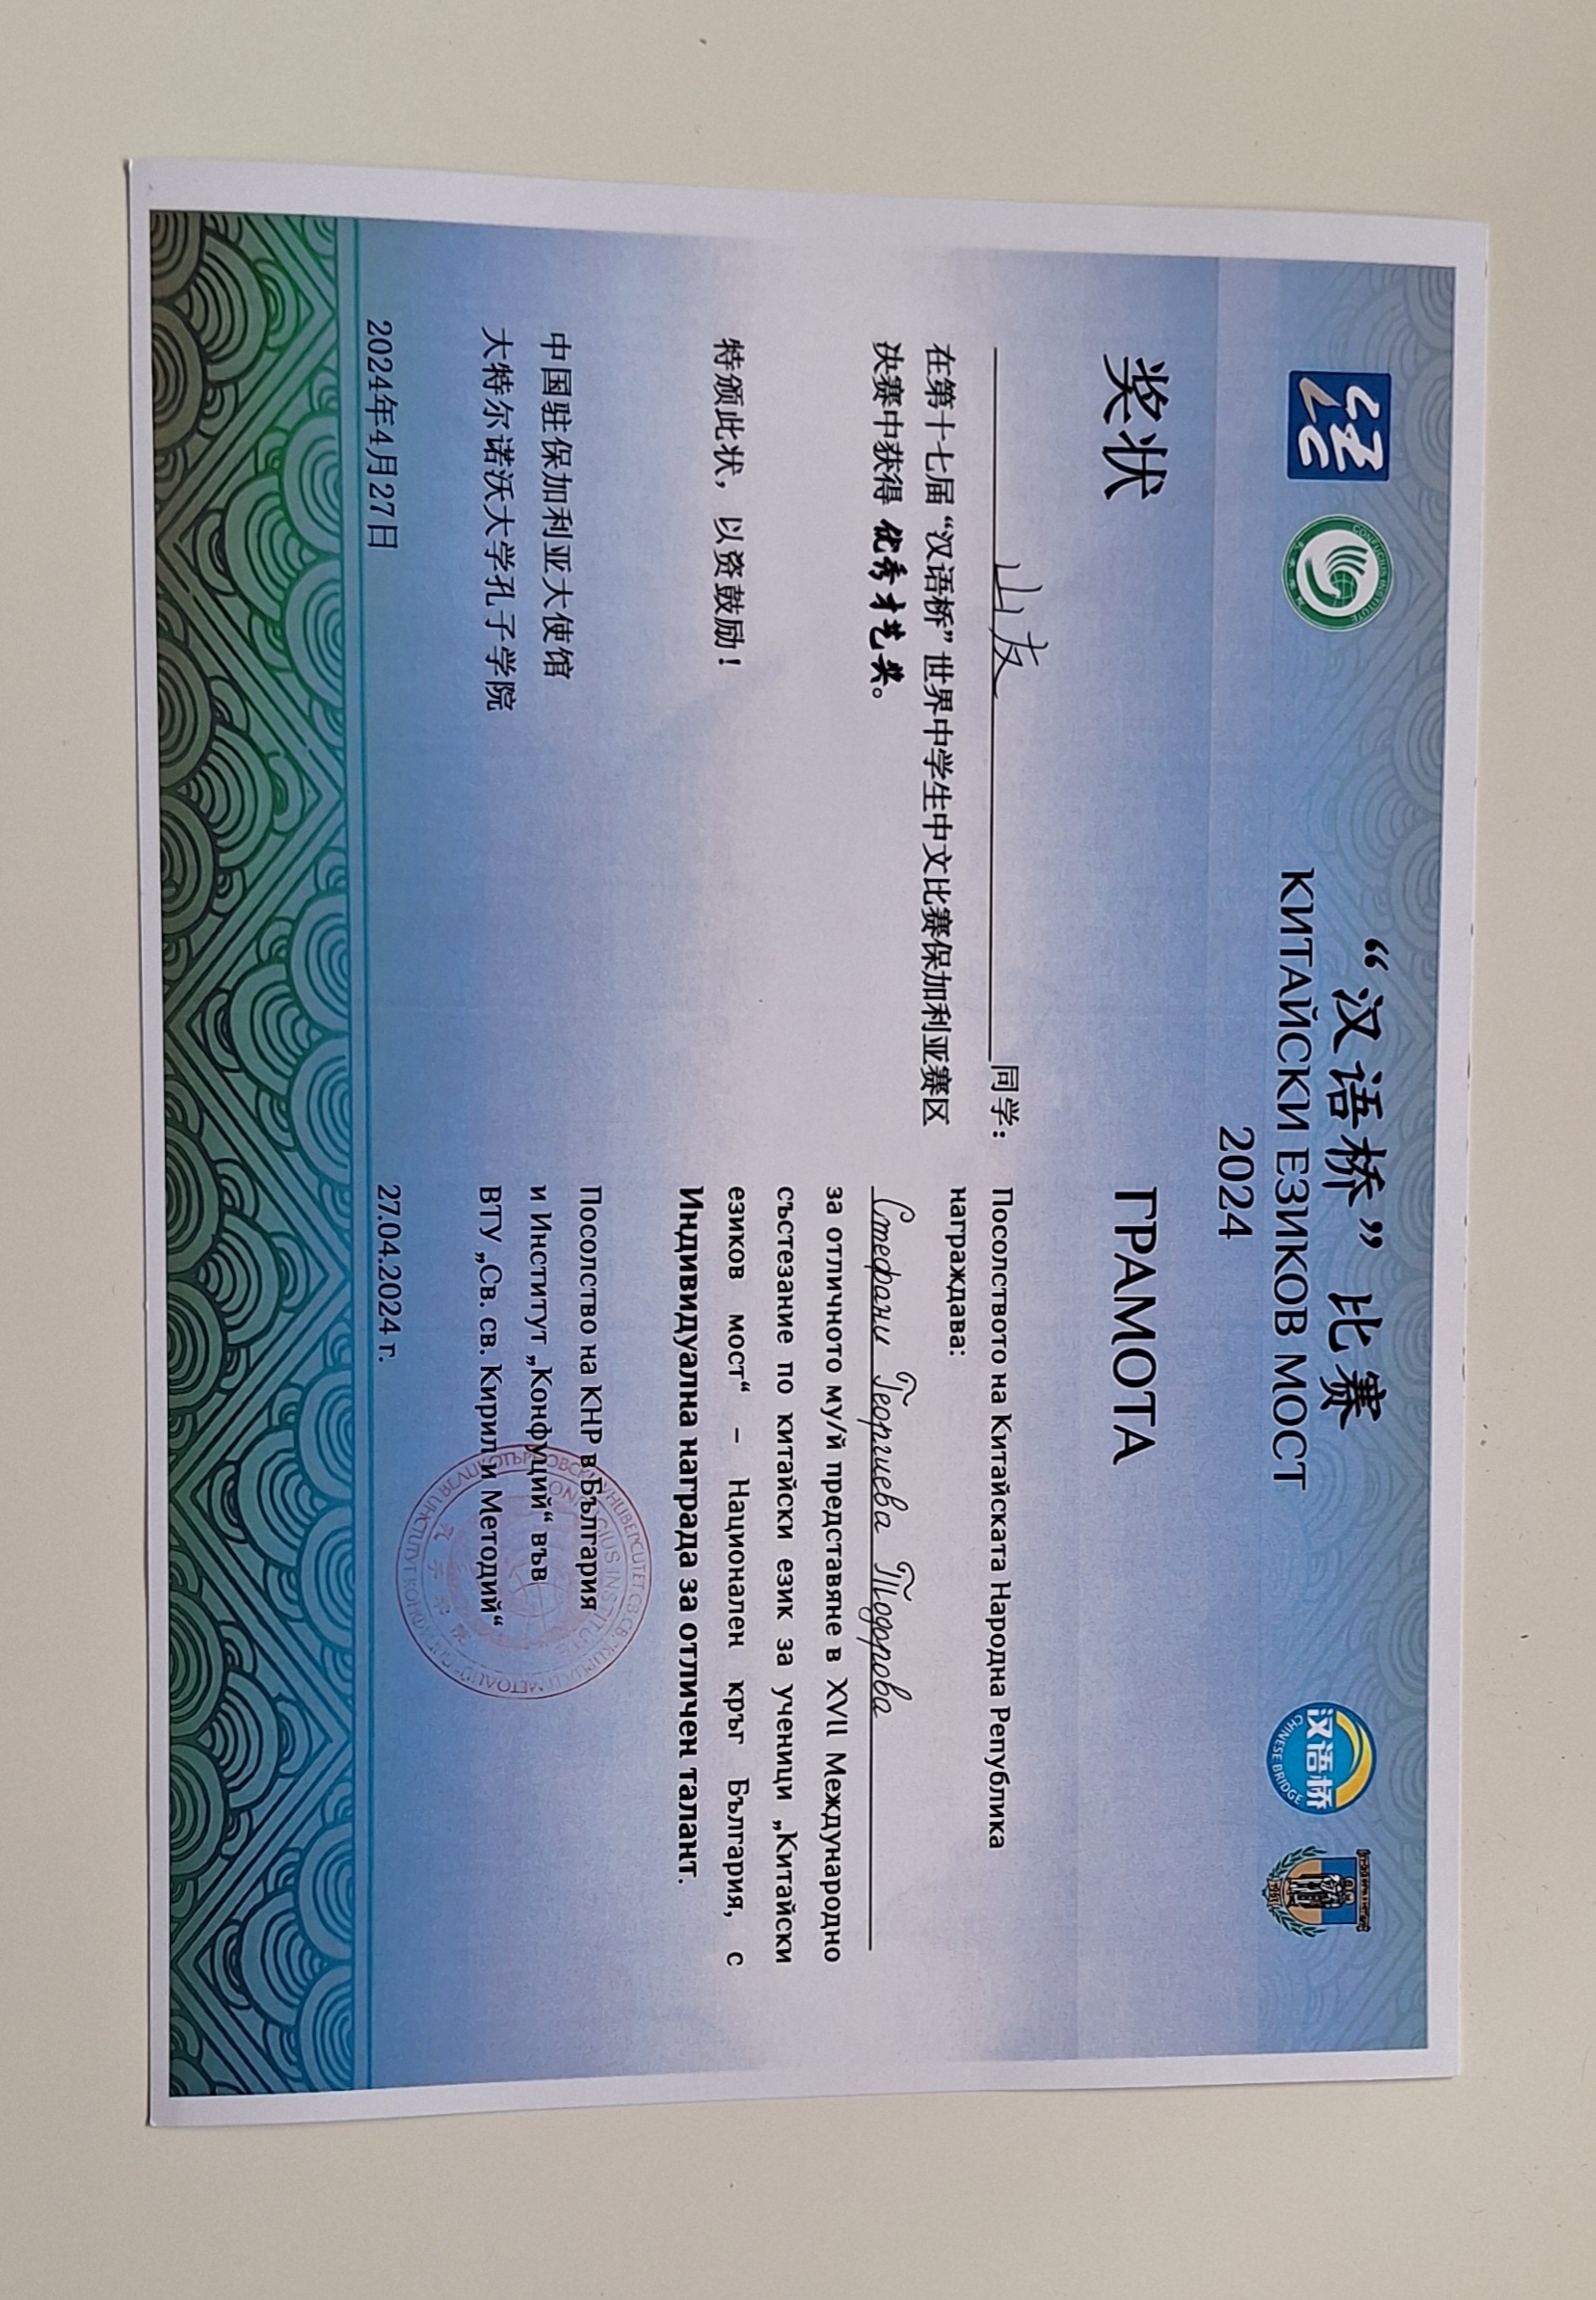 “汉语桥”比赛
КИТАЙСКИ ЕЗИКОВ МОСТ
2024
CONFUCIUS INSTITUTE
汉语桥
CHINESE BRIDGE
奖状
山友
同学：
在第十七届“汉语桥”世界中学生中文比赛保加利亚赛区
决赛中获得 优秀才艺奖。
特颁此状，以资鼓励！
中国驻保加利亚大使馆
大特尔诺沃大学孔子学院
2024年4月27日
ГРАМОТА
Посолството на Китайската Народна Република
награждава:
Стефани Георгиева Тодорова
за отличното му/й представяне в XVII Международно
състезание по китайски език за ученици „Китайски
езиков мост“ – Национален кръг България, с
Индивидуална награда за отличен талант.
Посолство на КНР в България
и Институт „Конфуций“ във
ВТУ „Св. св. Кирил и Методий“
27.04.2024 г.